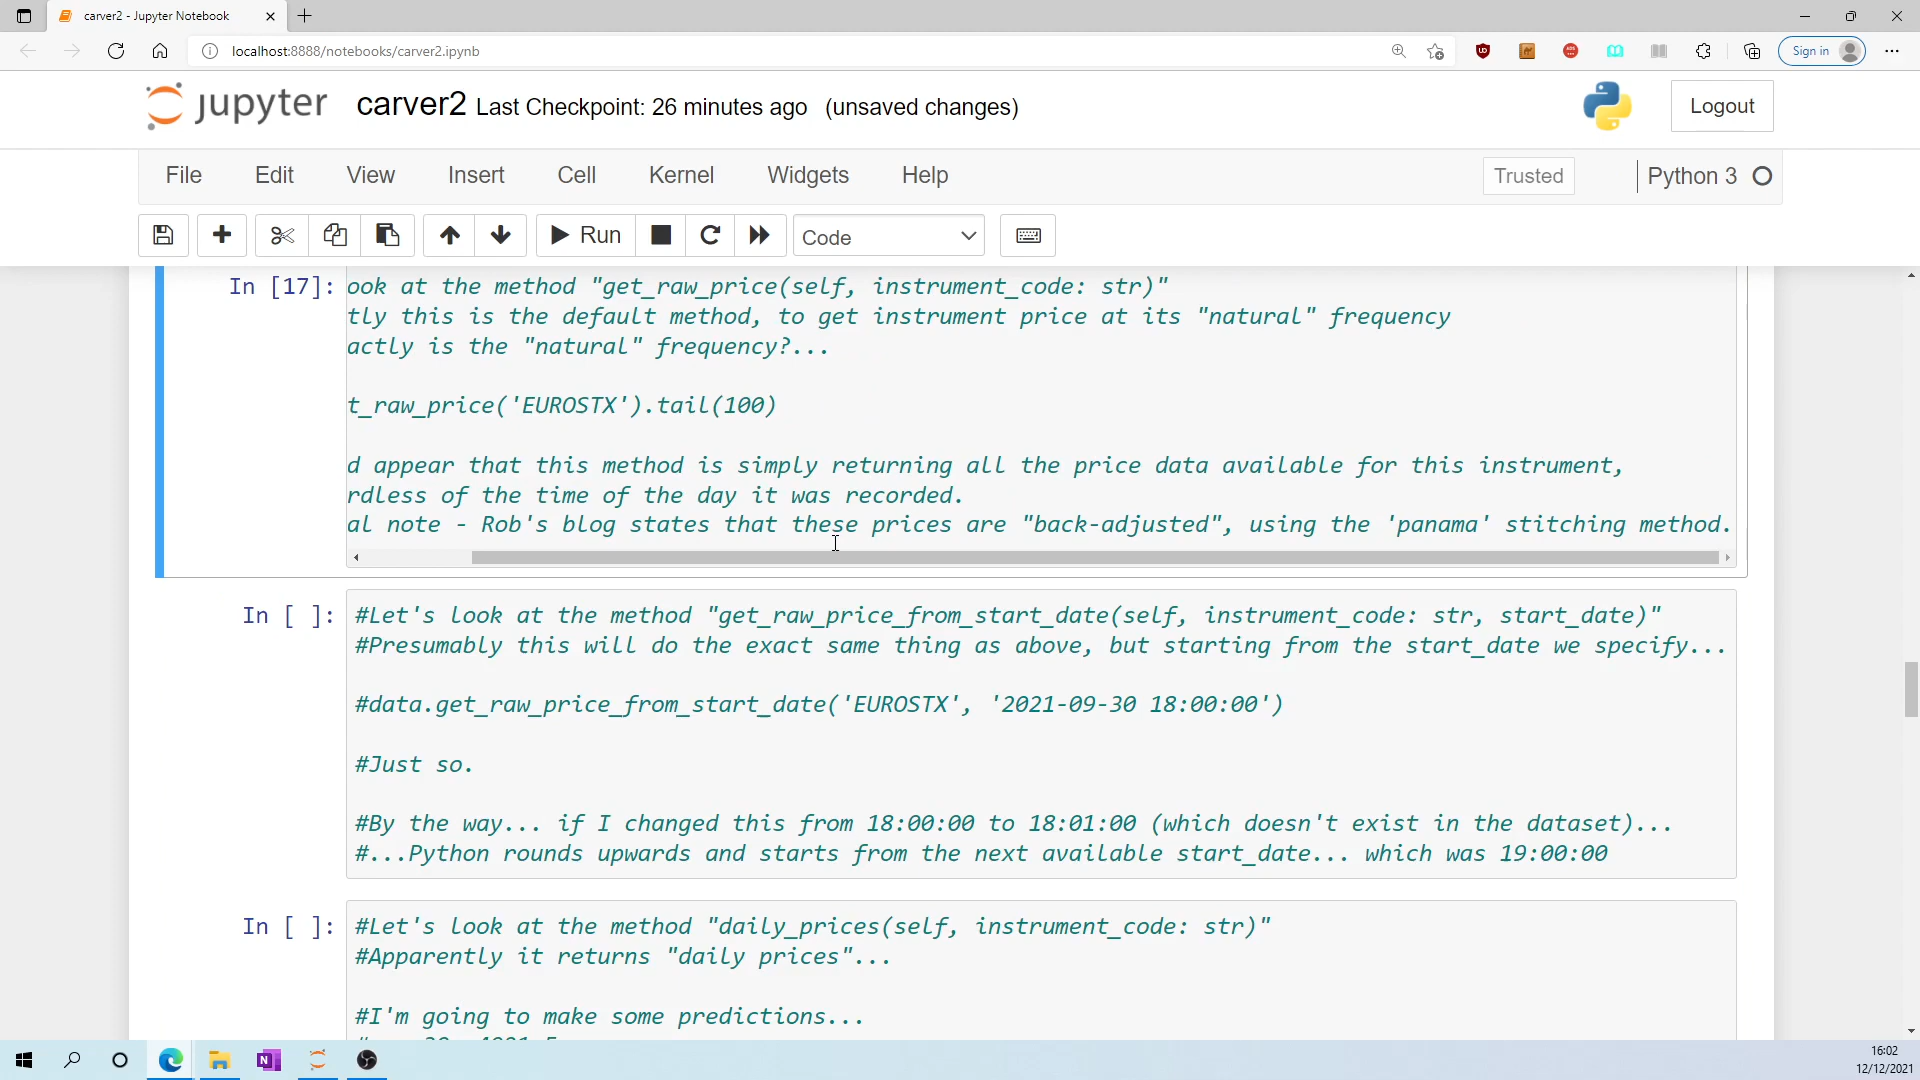 carver2 - Jupyter Notebook
localhost:8888/notebooks/carver2.ipynb
Sign in
jupyter carver2 Last Checkpoint: 26 minutes ago (unsaved changes)
Logout
File Edit View Insert Cell Kernel Widgets Help
Trusted
Python 3
Run
Code
In [17]: ook at the method "get_raw_price(self, instrument_code: str)"
tly this is the default method, to get instrument price at its "natural" frequency
actly is the "natural" frequency?...
t_raw_price('EUROSTX').tail(100)
d appear that this method is simply returning all the price data available for this instrument,
rdless of the time of the day it was recorded.
al note - Rob's blog states that these prices are "back-adjusted", using the 'panama' stitching method.
In [ ]: #Let's look at the method "get_raw_price_from_start_date(self, instrument_code: str, start_date)"
#Presumably this will do the exact same thing as above, but starting from the start_date we specify...
#data.get_raw_price_from_start_date('EUROSTX', '2021-09-30 18:00:00')
#Just so.
#By the way... if I changed this from 18:00:00 to 18:01:00 (which doesn't exist in the dataset)...
#...Python rounds upwards and starts from the next available start_date... which was 19:00:00
In [ ]: #Let's look at the method "daily_prices(self, instrument_code: str)"
#Apparently it returns "daily prices"...
#I'm going to make some predictions...
16:02
12/12/2021